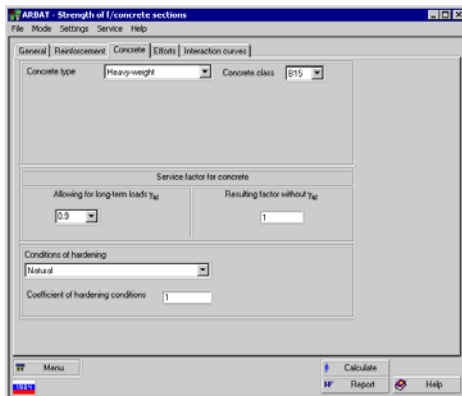 ARBAT - Strength of f/concrete sections
File Mode Settings Service Help
General Reinforcement Concrete Efforts Interaction curves
Concrete type Heavy-weight Concrete class B15
Service factor for concrete
Allowing for long-term loads γb2 Resulting factor without γb2
0.9 1
Conditions of hardening
Natural
Coefficient of hardening conditions 1
Menu Calculate
Report Help